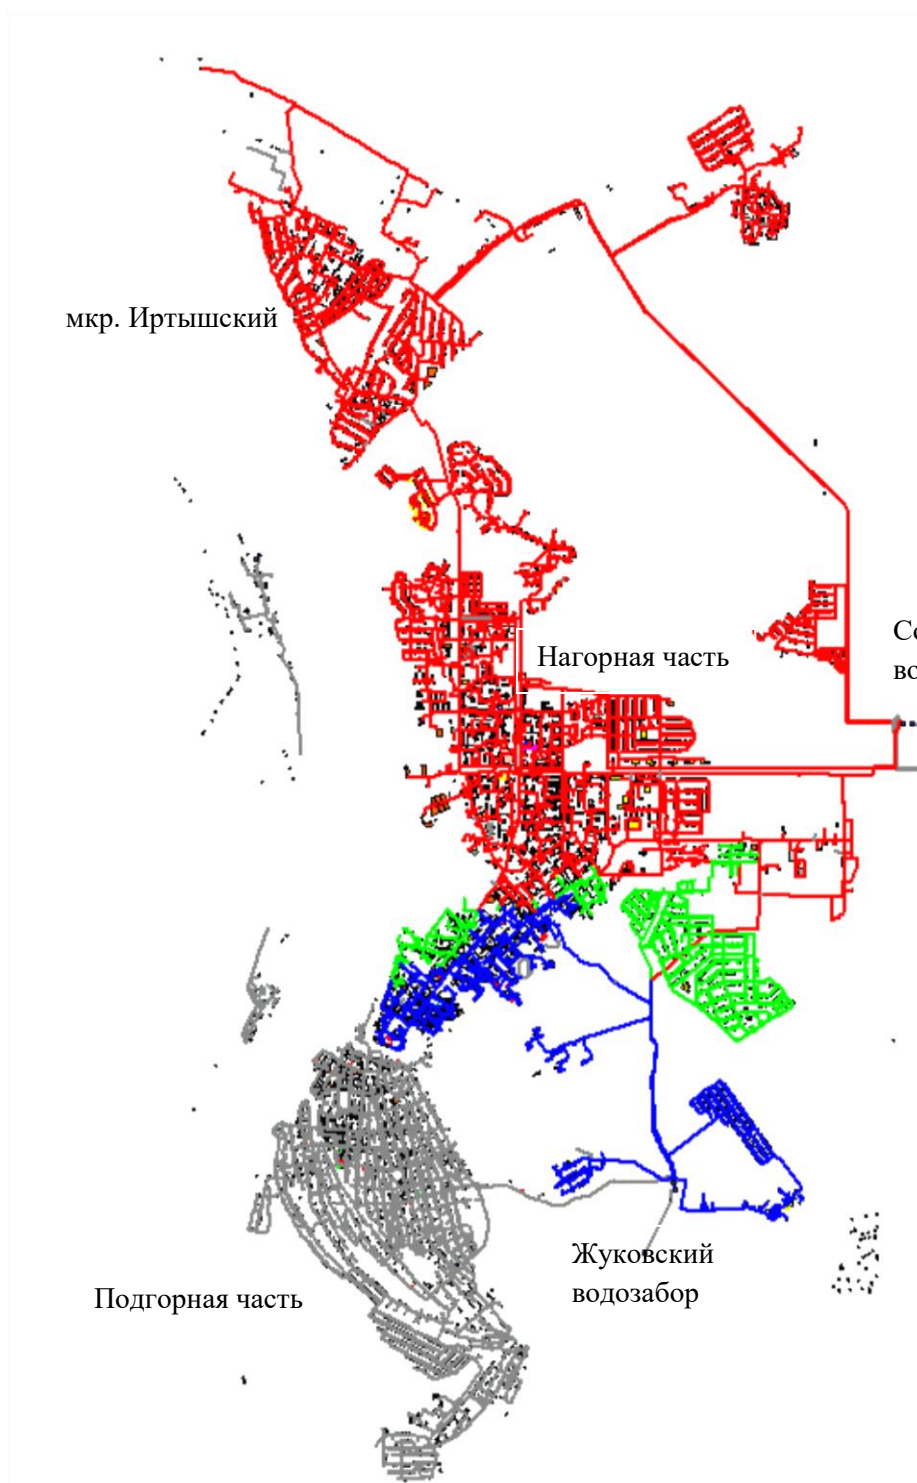 мкр. Иртышский
Нагорная часть
Жуковский
водозабор
Подгорная часть